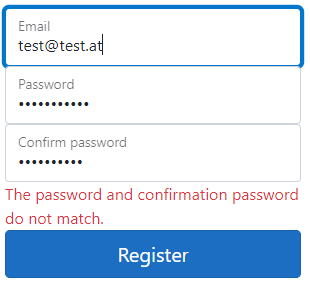 Email
test@test.at
Password
•••••••••••
Confirm password
••••••••••
The password and confirmation password
do not match.
Register